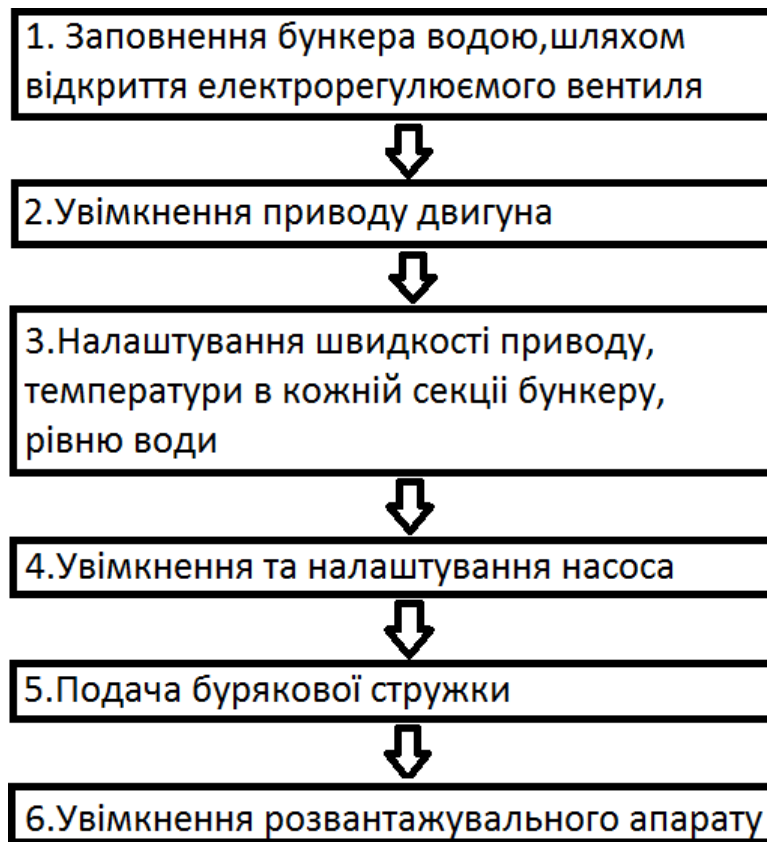 1. Заповнення бункера водою,шляхом
відкриття електрорегулюємого вентиля
2.Увімкнення приводу двигуна
3.Налаштування швидкості приводу,
температури в кожній секціі бункеру,
рівню води
4.Увімкнення та налаштування насоса
5.Подача бурякової стружки
6.Увімкнення розвантажувального апарату